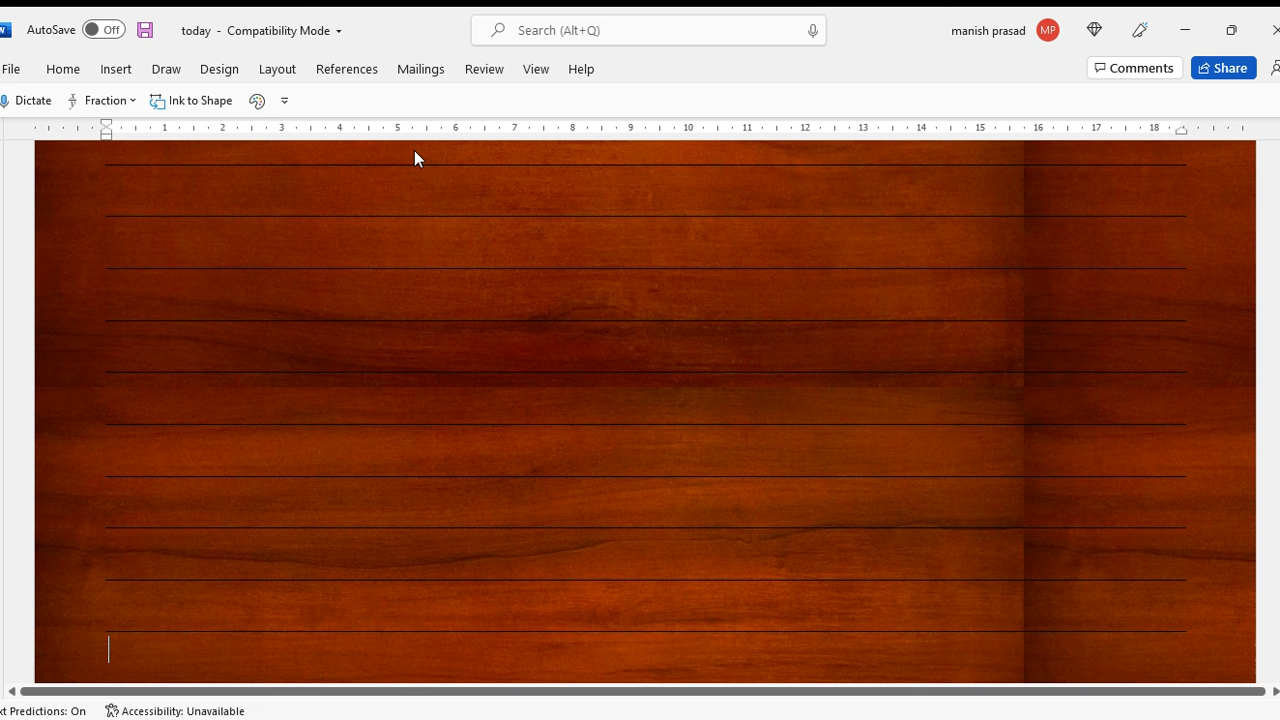 AutoSave Off today - Compatibility Mode Search (Alt+Q) manish prasad MP
File Home Insert Draw Design Layout References Mailings Review View Help Comments Share
Dictate Fraction Ink to Shape
1 2 3 4 5 6 7 8 9 10 11 12 13 14 15 16 17 18
xt Predictions: On Accessibility: Unavailable